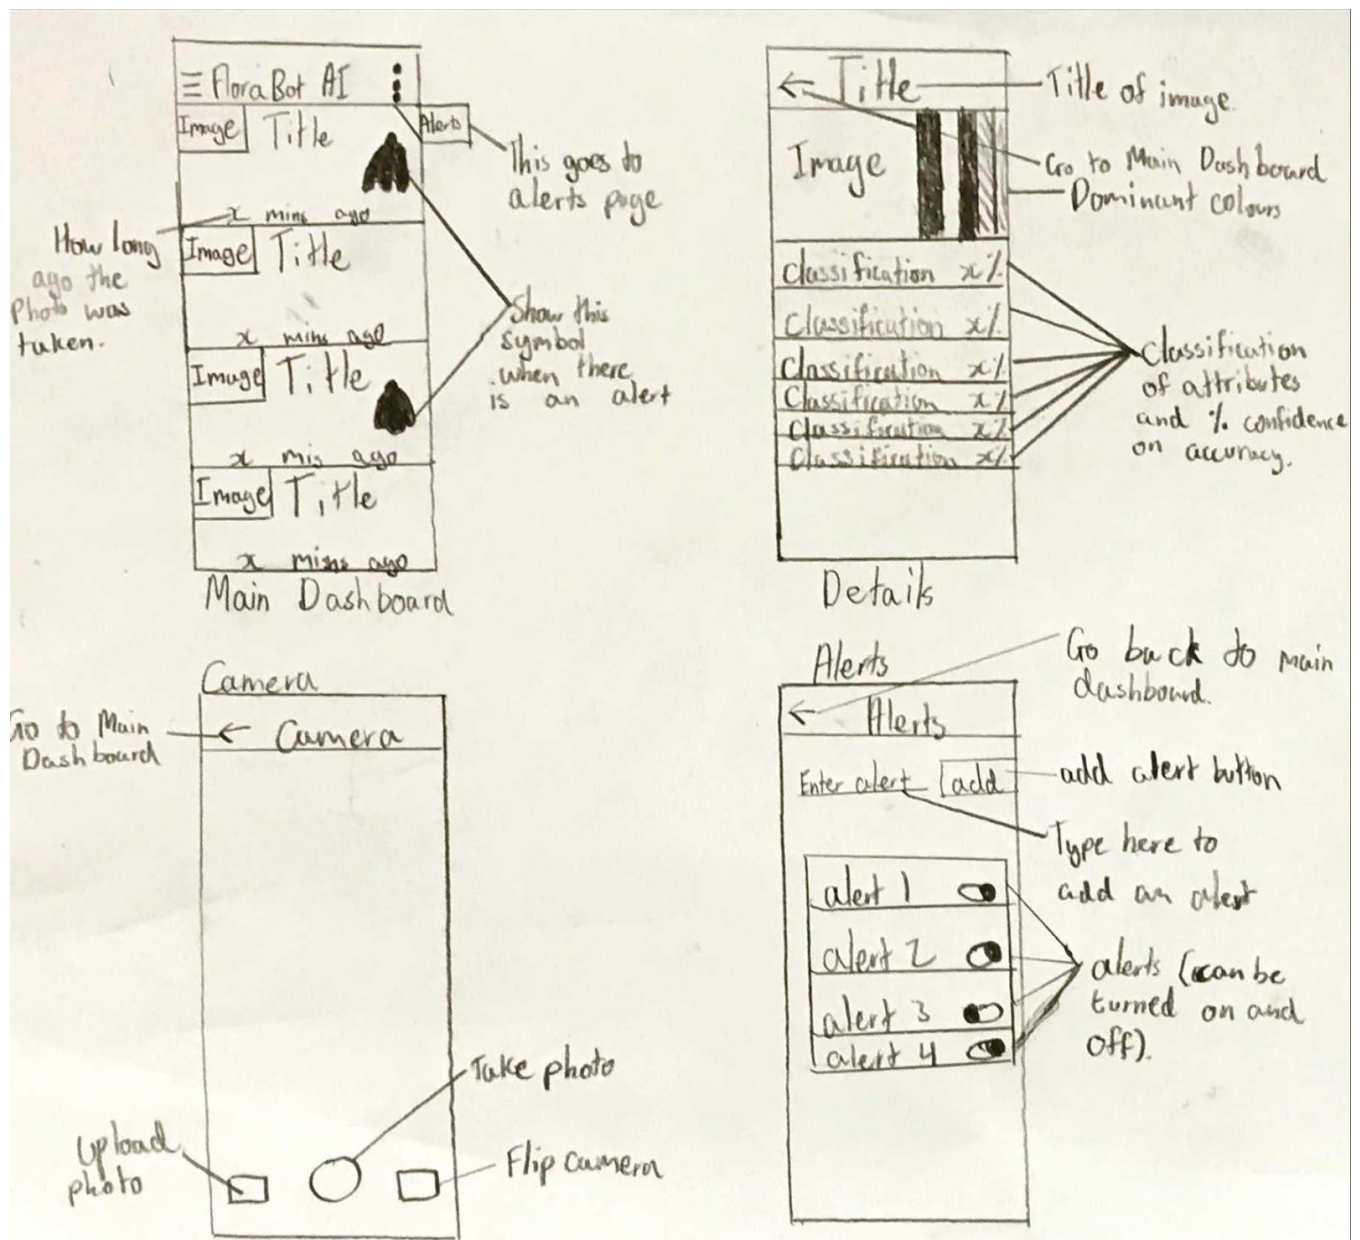 FloraBot AI
Image Title
Alerts
x mins ago
Image Title
x mins ago
Image Title
x mis ago
Image Title
x mins ago
Main Dashboard
This goes to
alerts page
How long
ago the
Photo was
taken.
Show this
symbol
when there
is an alert
Title
Image
Classification x%
Classification x%
Classification x%
Classification x%
Classification x%
Classification x%
Details
Title of image
Go to Main Dashboard
Dominant colours
Classification
of attributes
and % confidence
on accuracy.
Camera
Camera
Go to Main
Dashboard
Take photo
Upload
photo
Flip camera
Alerts
Alerts
Enter alert add
alert 1
alert 2
alert 3
alert 4
Go back to main
dashboard.
add alert button
Type here to
add an alert
alerts (can be
turned on and
off).